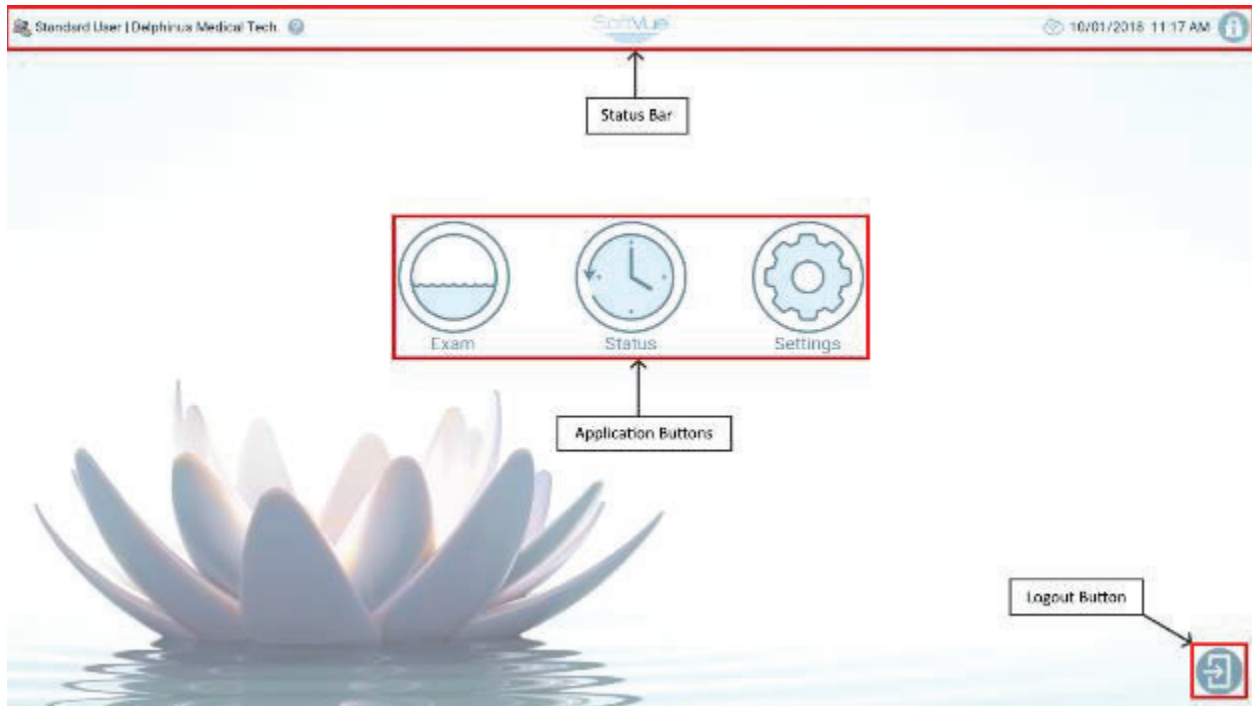 Standard User | Delphinus Medical Tech.
SoftVue
10/01/2018 11:17 AM
Status Bar
Exam
Status
Settings
Application Buttons
Logout Button